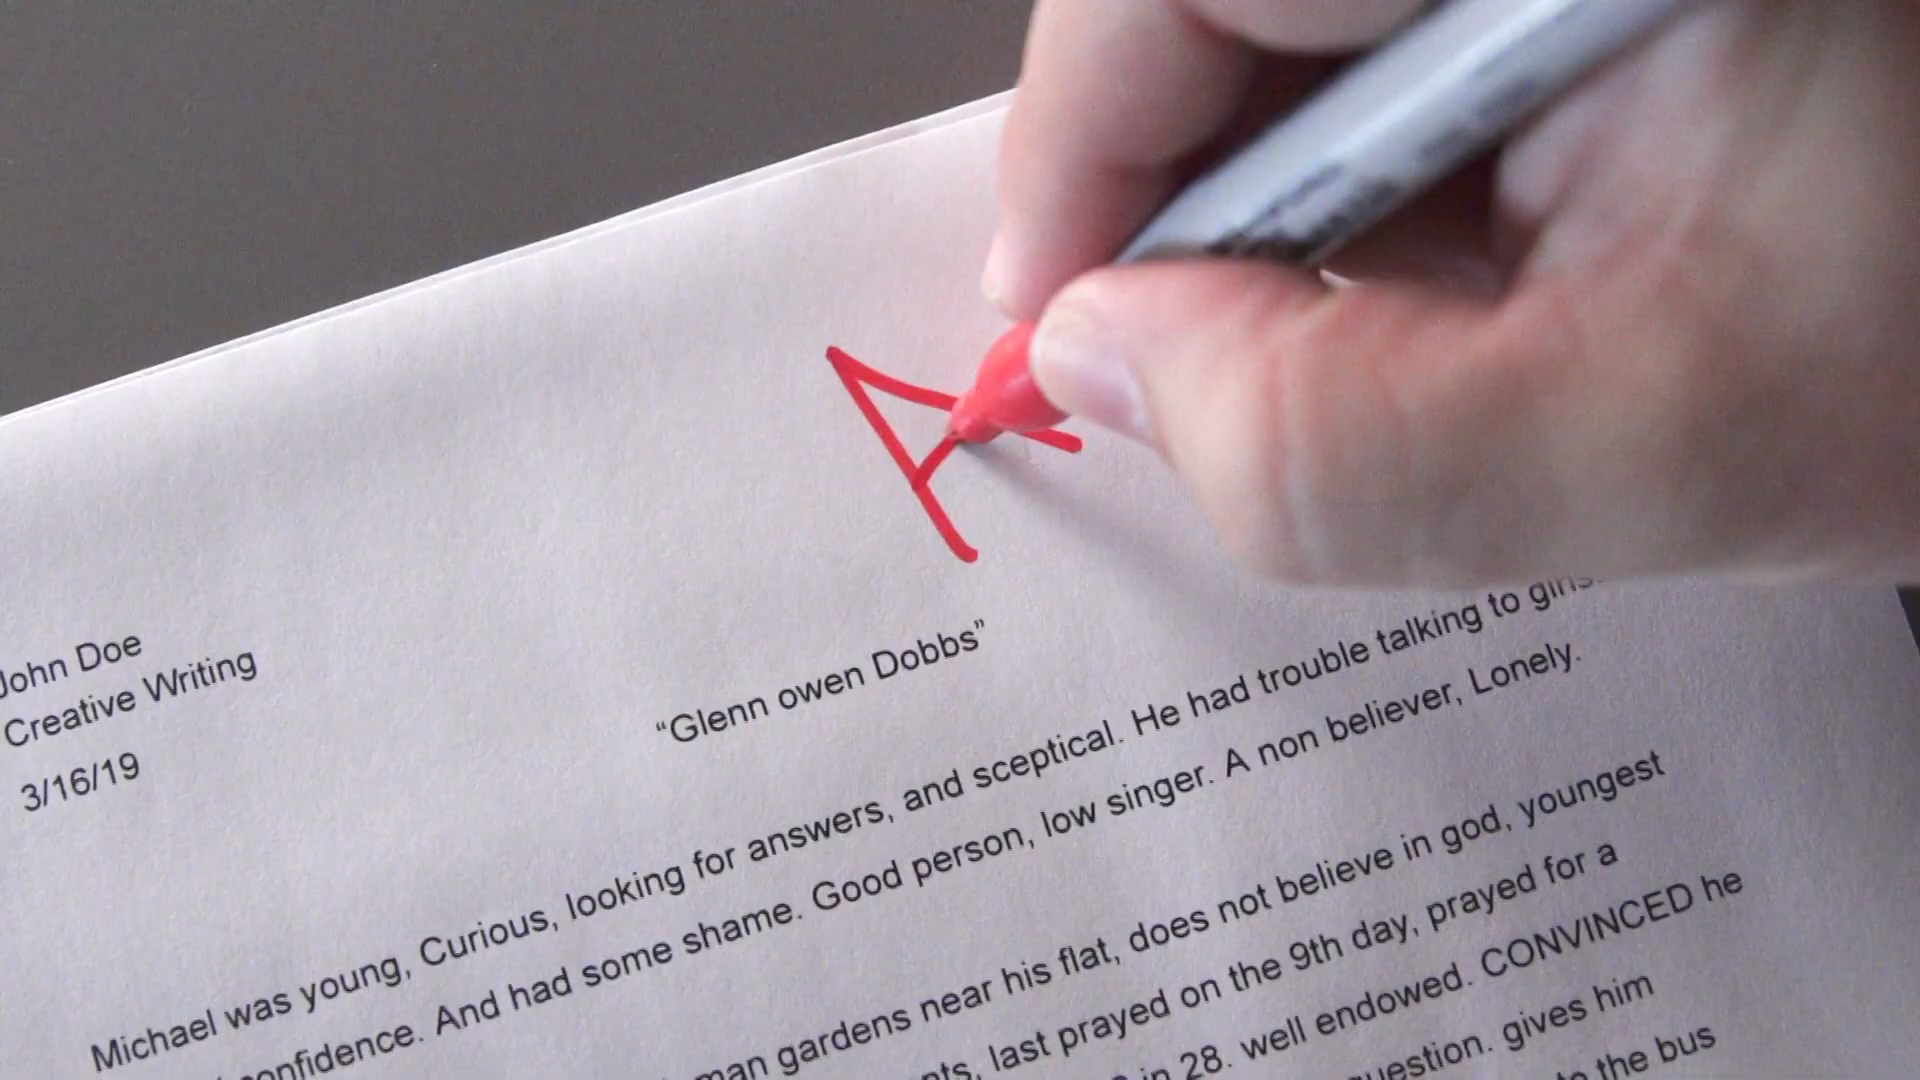 A
John Doe
Creative Writing
3/16/19
“Glenn owen Dobbs”
Michael was young, Curious, looking for answers, and sceptical. He had trouble talking to girls.
confidence. And had some shame. Good person, low singer. A non believer, Lonely.
gardens near his flat, does not believe in god, youngest
last prayed on the 9th day, prayed for a
in 28. well endowed. CONVINCED he
gives him
to the bus